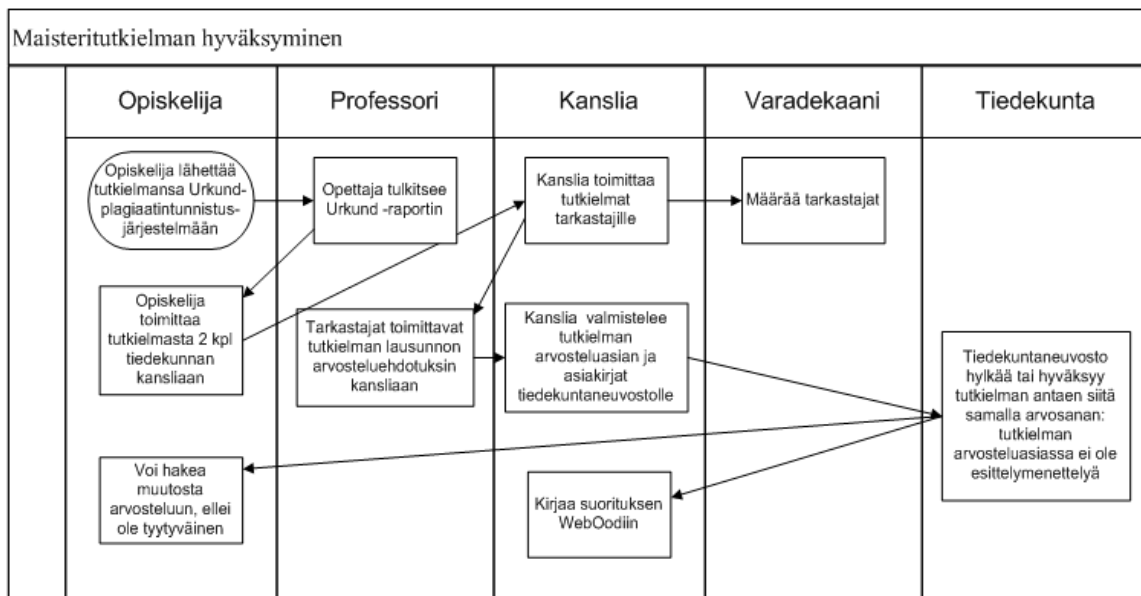 Maisteritutkielman hyväksyminen
Opiskelija
Professori
Kanslia
Varadekaani
Tiedekunta
Opiskelija lähettää
tutkielmansa Urkund-
plagiaatintunnistus-
järjestelmään
Opettaja tulkitsee
Urkund -raportin
Kanslia toimittaa
tutkielmat
tarkastajille
Määrää tarkastajat
Opiskelija
toimittaa
tutkielmasta 2 kpl
tiedekunnan
kansliaan
Tarkastajat toimittavat
tutkielman lausunnon
arvosteluehdotuksin
kansliaan
Kanslia valmistelee
tutkielman
arvosteluasian ja
asiakirjat
tiedekuntaneuvostolle
Tiedekuntaneuvosto
hylkää tai hyväksyy
tutkielman antaen siitä
samalla arvosanan:
tutkielman
arvosteluasiassa ei ole
esittelymenettelyä
Voi hakea
muutosta
arvosteluun, ellei
ole tyytyväinen
Kirjaa suorituksen
WebOodiin